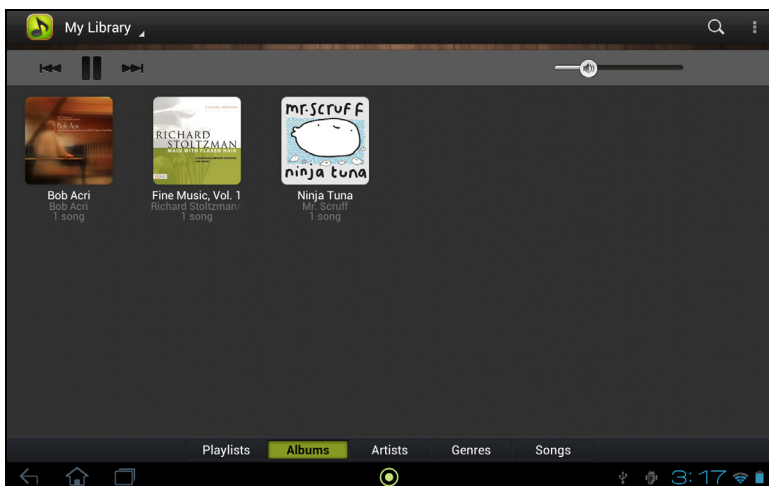 My Library
Bob Acri
RICHARD
STOLTZMAN
MAID WITH FLAXEN HAIR
mr.scruff
ninja tuna
Bob Acri
Bob Acri
1 song
Fine Music, Vol. 1
Richard Stoltzman/
1 song
Ninja Tuna
Mr. Scruff
1 song
Playlists
Albums
Artists
Genres
Songs
3:17